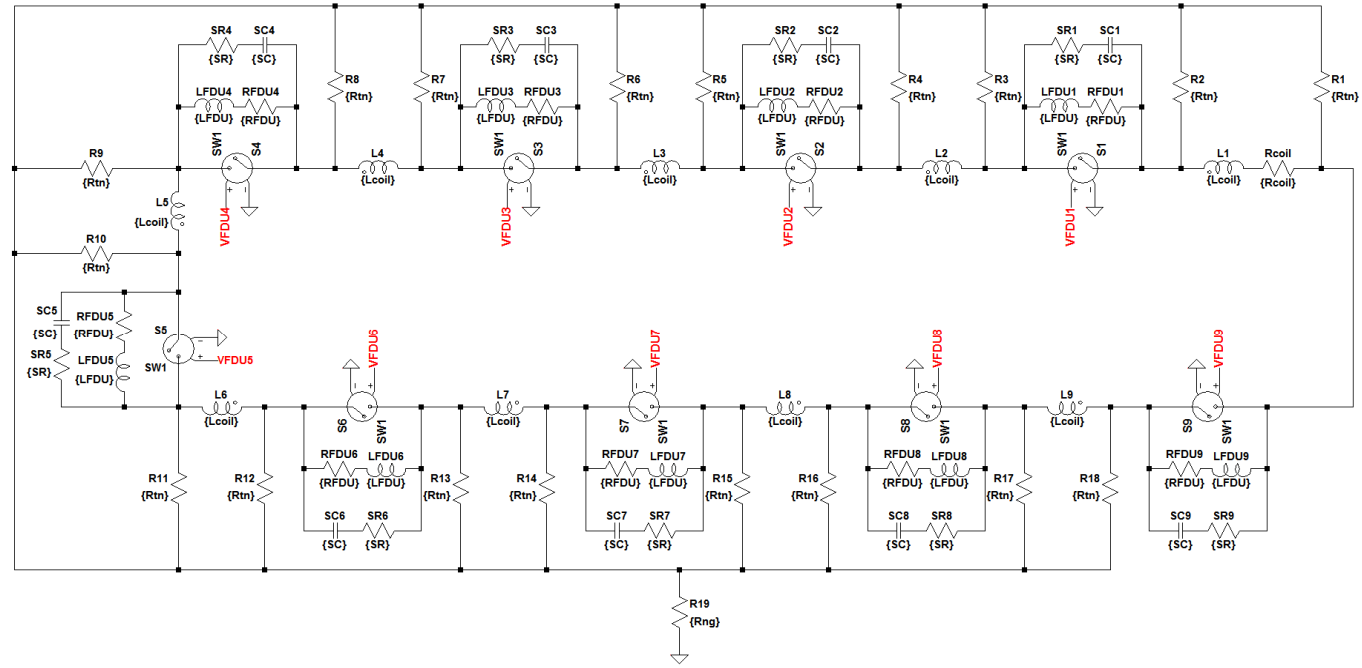 SR4 SC4 SR3 SC3 SR2 SC2 SR1 SC1
{SR} {SC} {SR} {SC} {SR} {SC} {SR} {SC}
R8 R7 R6 R5 R4 R3 R2 R1
{Rtn} {Rtn} {Rtn} {Rtn} {Rtn} {Rtn} {Rtn} {Rtn}
LFDU4 RFDU4 LFDU3 RFDU3 LFDU2 RFDU2 LFDU1 RFDU1
{LFDU} {RFDU} {LFDU} {RFDU} {LFDU} {RFDU} {LFDU} {RFDU}
SW1 S4 SW1 S3 SW1 S2 SW1 S1
R9 L4 L3 L2 L1 Rcoil
{Rtn} {Lcoil} {Lcoil} {Lcoil} {Lcoil} {Rcoil}
+ - + - + - + -
L5
{Lcoil}
VFDU4 VFDU3 VFDU2 VFDU1
R10
{Rtn}
SC5 RFDU5 S5
{SC} {RFDU} -
SR5 LFDU5 +
{SR} {LFDU} SW1 VFDU5
VFDU6 VFDU7 VFDU8 VFDU9
- + - + - + - +
L6 L7 L8 L9
{Lcoil} {Lcoil} {Lcoil} {Lcoil}
S6 SW1 S7 SW1 S8 SW1 S9 SW1
RFDU6 LFDU6 RFDU7 LFDU7 RFDU8 LFDU8 RFDU9 LFDU9
{RFDU} {LFDU} {RFDU} {LFDU} {RFDU} {LFDU} {RFDU} {LFDU}
R11 R12 R13 R14 R15 R16 R17 R18
{Rtn} {Rtn} {Rtn} {Rtn} {Rtn} {Rtn} {Rtn} {Rtn}
SC6 SR6 SC7 SR7 SC8 SR8 SC9 SR9
{SC} {SR} {SC} {SR} {SC} {SR} {SC} {SR}
R19
{Rng}